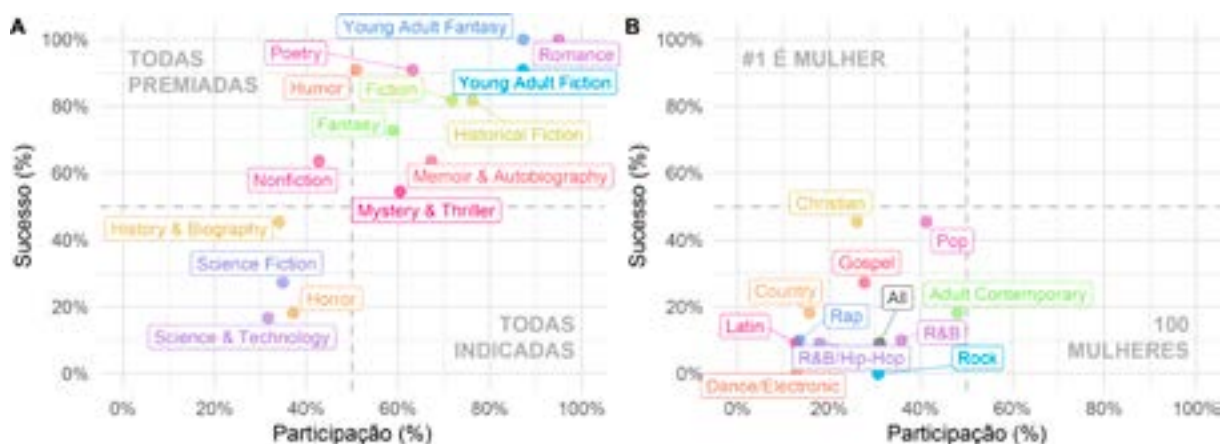 A
Young Adult Fantasy
100%
TODAS
PREMIADAS
Poetry
Romance
Humor
Fiction
Young Adult Fiction
80%
Fantasy
Historical Fiction
60%
Nonfiction
Memoir & Autobiography
Mystery & Thriller
History & Biography
40%
Science Fiction
20%
Horror
Science & Technology
TODAS
INDICADAS
0%
0%
20%
40%
60%
80%
100%
Sucesso (%)
Participação (%)
B
100%
#1 É MULHER
80%
60%
Christian
40%
Pop
Gospel
20%
Country
All
Adult Contemporary
Latin
Rap
R&B
100
MULHERES
R&B/Hip-Hop
Rock
0%
Dance/Electronic
0%
20%
40%
60%
80%
100%
Sucesso (%)
Participação (%)